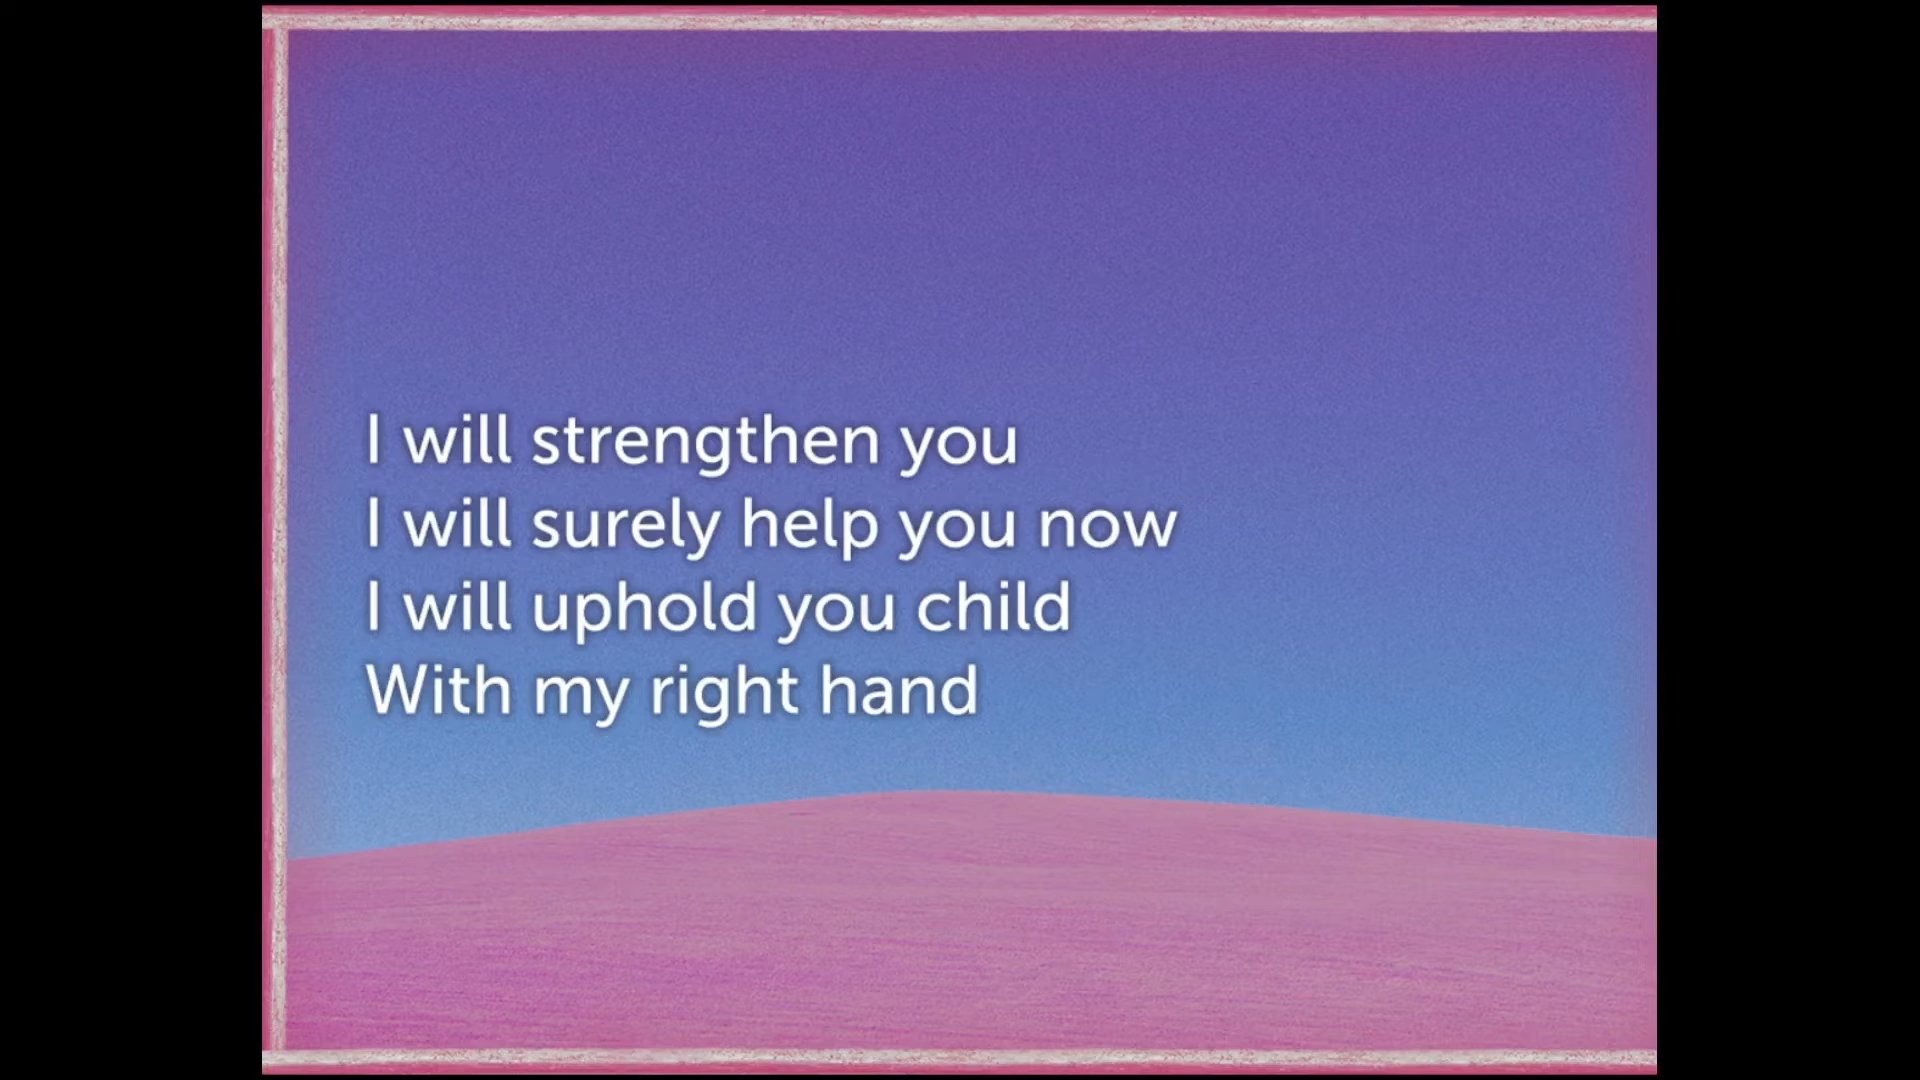 I will strengthen you
I will surely help you now
I will uphold you child
With my right hand